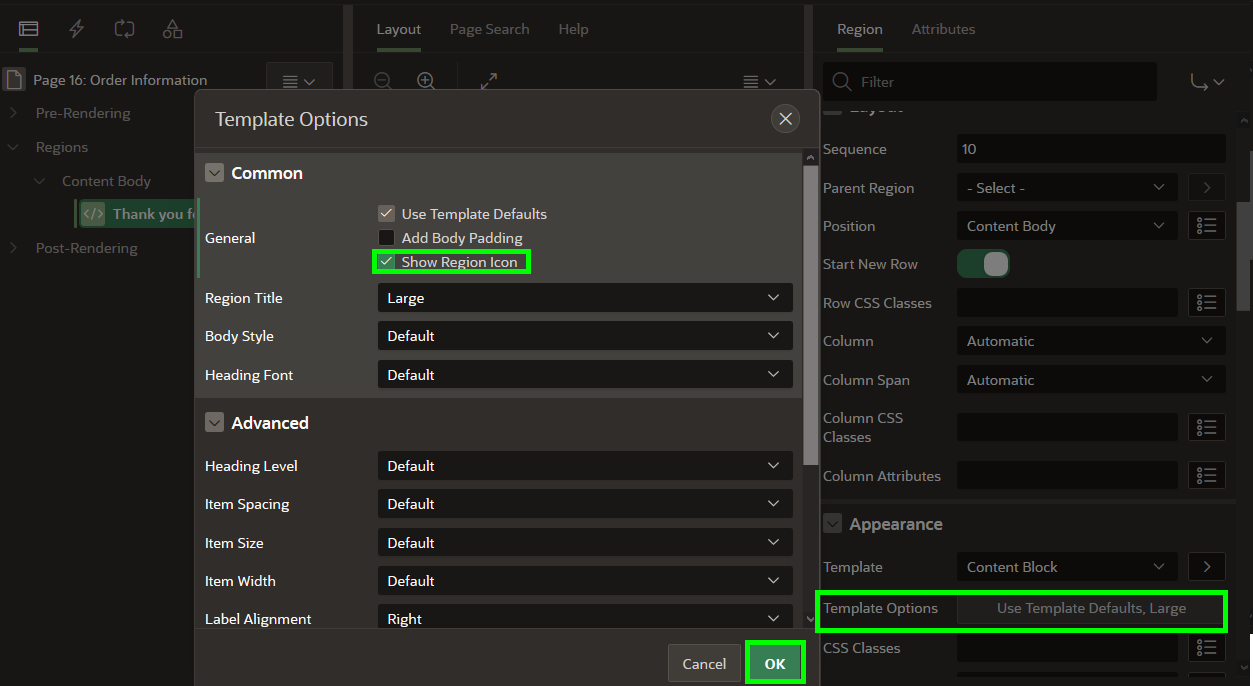 Layout
Page Search
Help
Region
Attributes
Page 16: Order Information
Filter
Pre-Rendering
Regions
Content Body
Thank you
Post-Rendering
Template Options
Common
General
Use Template Defaults
Add Body Padding
Show Region Icon
Region Title
Large
Body Style
Default
Heading Font
Default
Advanced
Heading Level
Default
Item Spacing
Default
Item Size
Default
Item Width
Default
Label Alignment
Right
Cancel
OK
Layout
Sequence
10
Parent Region
- Select -
Position
Content Body
Start New Row
Row CSS Classes
Column
Automatic
Column Span
Automatic
Column CSS
Classes
Column Attributes
Appearance
Template
Content Block
Template Options
Use Template Defaults, Large
CSS Classes